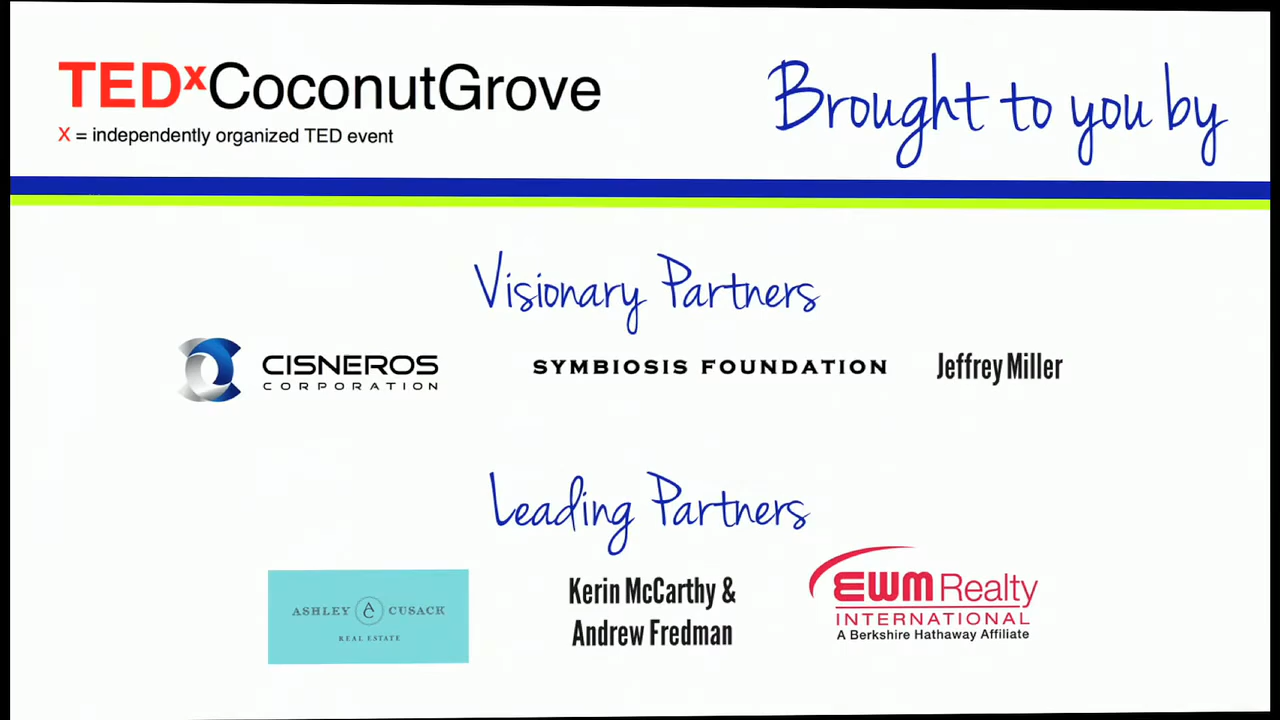 TEDxCoconutGrove
X = independently organized TED event
Brought to you by
Visionary Partners
CISNEROS
CORPORATION
SYMBIOSIS FOUNDATION
Jeffrey Miller
Leading Partners
ASHLEY AC CUSACK
REAL ESTATE
Kerin McCarthy &
Andrew Fredman
EWM Realty
INTERNATIONAL
A Berkshire Hathaway Affiliate